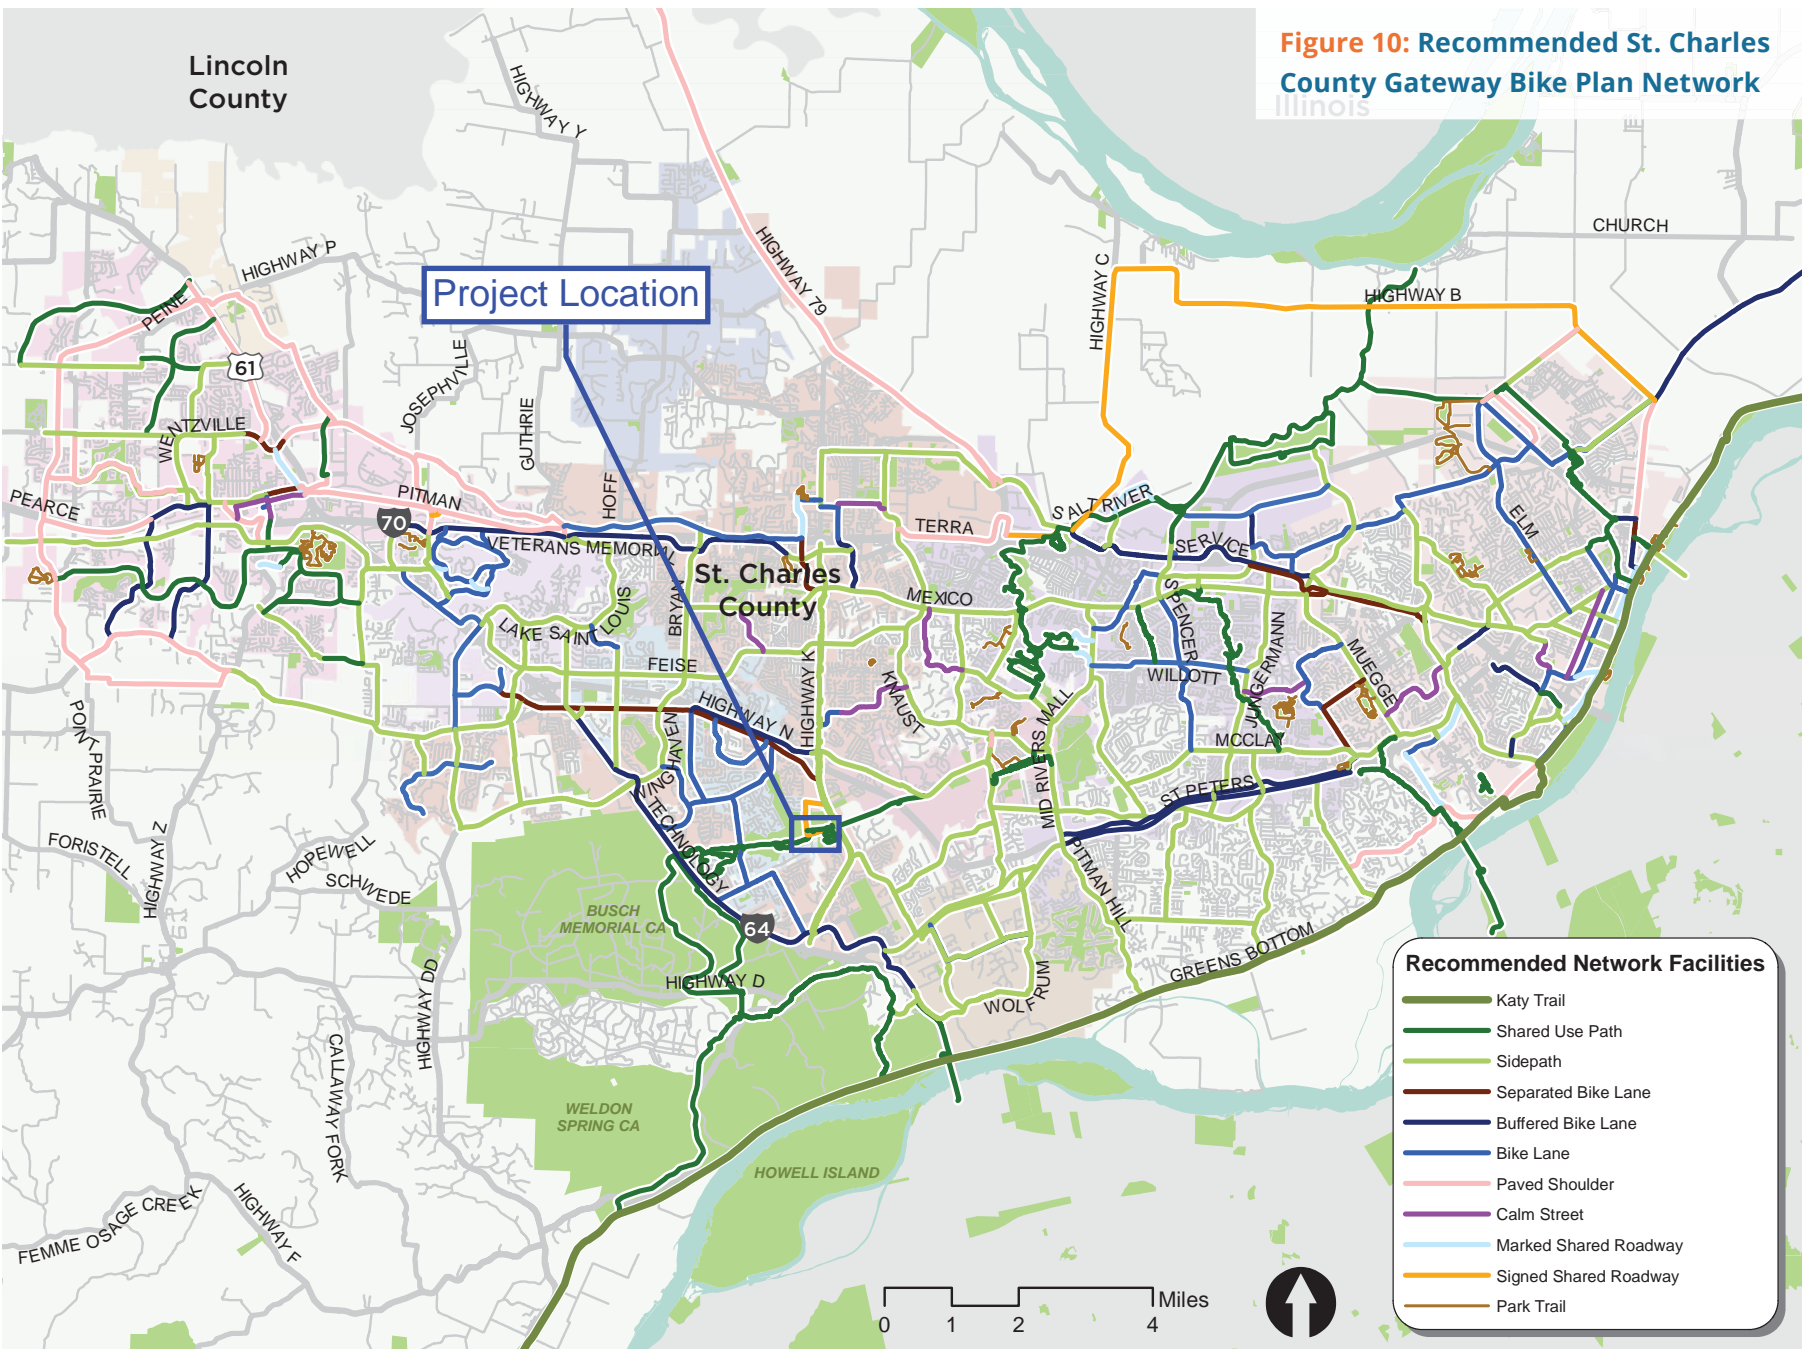 Figure 10: Recommended St. Charles
County Gateway Bike Plan Network
Illinois
Lincoln
County
HIGHWAY Y
HIGHWAY P
HIGHWAY 79
HIGHWAY C
CHURCH
HIGHWAY B
Project Location
PEINE
61
JOSEPHVILLE
GUTHRIE
WENTZVILLE
HOFF
PEARCE
PITMAN
70
VETERANS MEMORIAL
TERRA
SALT RIVER
SERVICE
ELM
St. Charles
County
MEXICO
LAKE SAINT LOUIS
BRYAN
FEISE
HIGHWAY K
KNAUST
SPENCER
WILLOTT
JUNGERMANN
MUEGGE
MCCLAY
HIGHWAY N
WINGHAVEN
MID RIVERS MALL
ST PETERS
POINT PRAIRIE
TECHNOLOGY
PITMAN HILL
FORISTELL
HIGHWAY Z
HOPEWELL
SCHWEDE
BUSCH
MEMORIAL CA
64
HIGHWAY D
HIGHWAY DD
GREENS BOTTOM
WOLFRUM
CALLAWAY FORK
WELDON
SPRING CA
HOWELL ISLAND
FEMME OSAGE CREEK
HIGHWAY F
Recommended Network Facilities
Katy Trail
Shared Use Path
Sidepath
Separated Bike Lane
Buffered Bike Lane
Bike Lane
Paved Shoulder
Calm Street
Marked Shared Roadway
Signed Shared Roadway
Park Trail
Miles
0 1 2 4